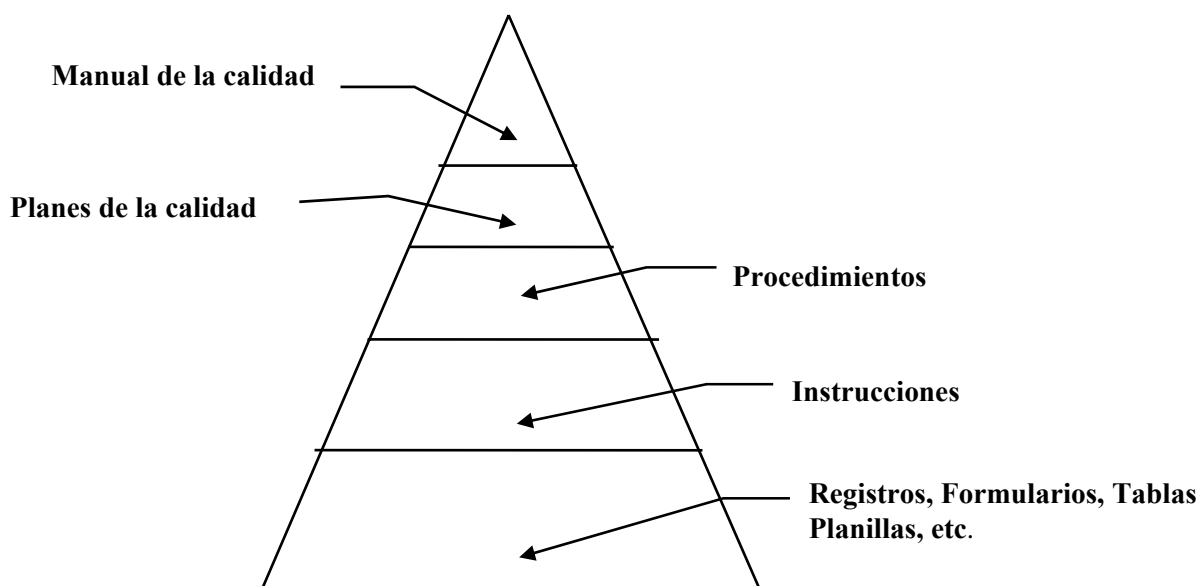 Manual de la calidad
Planes de la calidad
Procedimientos
Instrucciones
Registros, Formularios, Tablas
Planillas, etc.